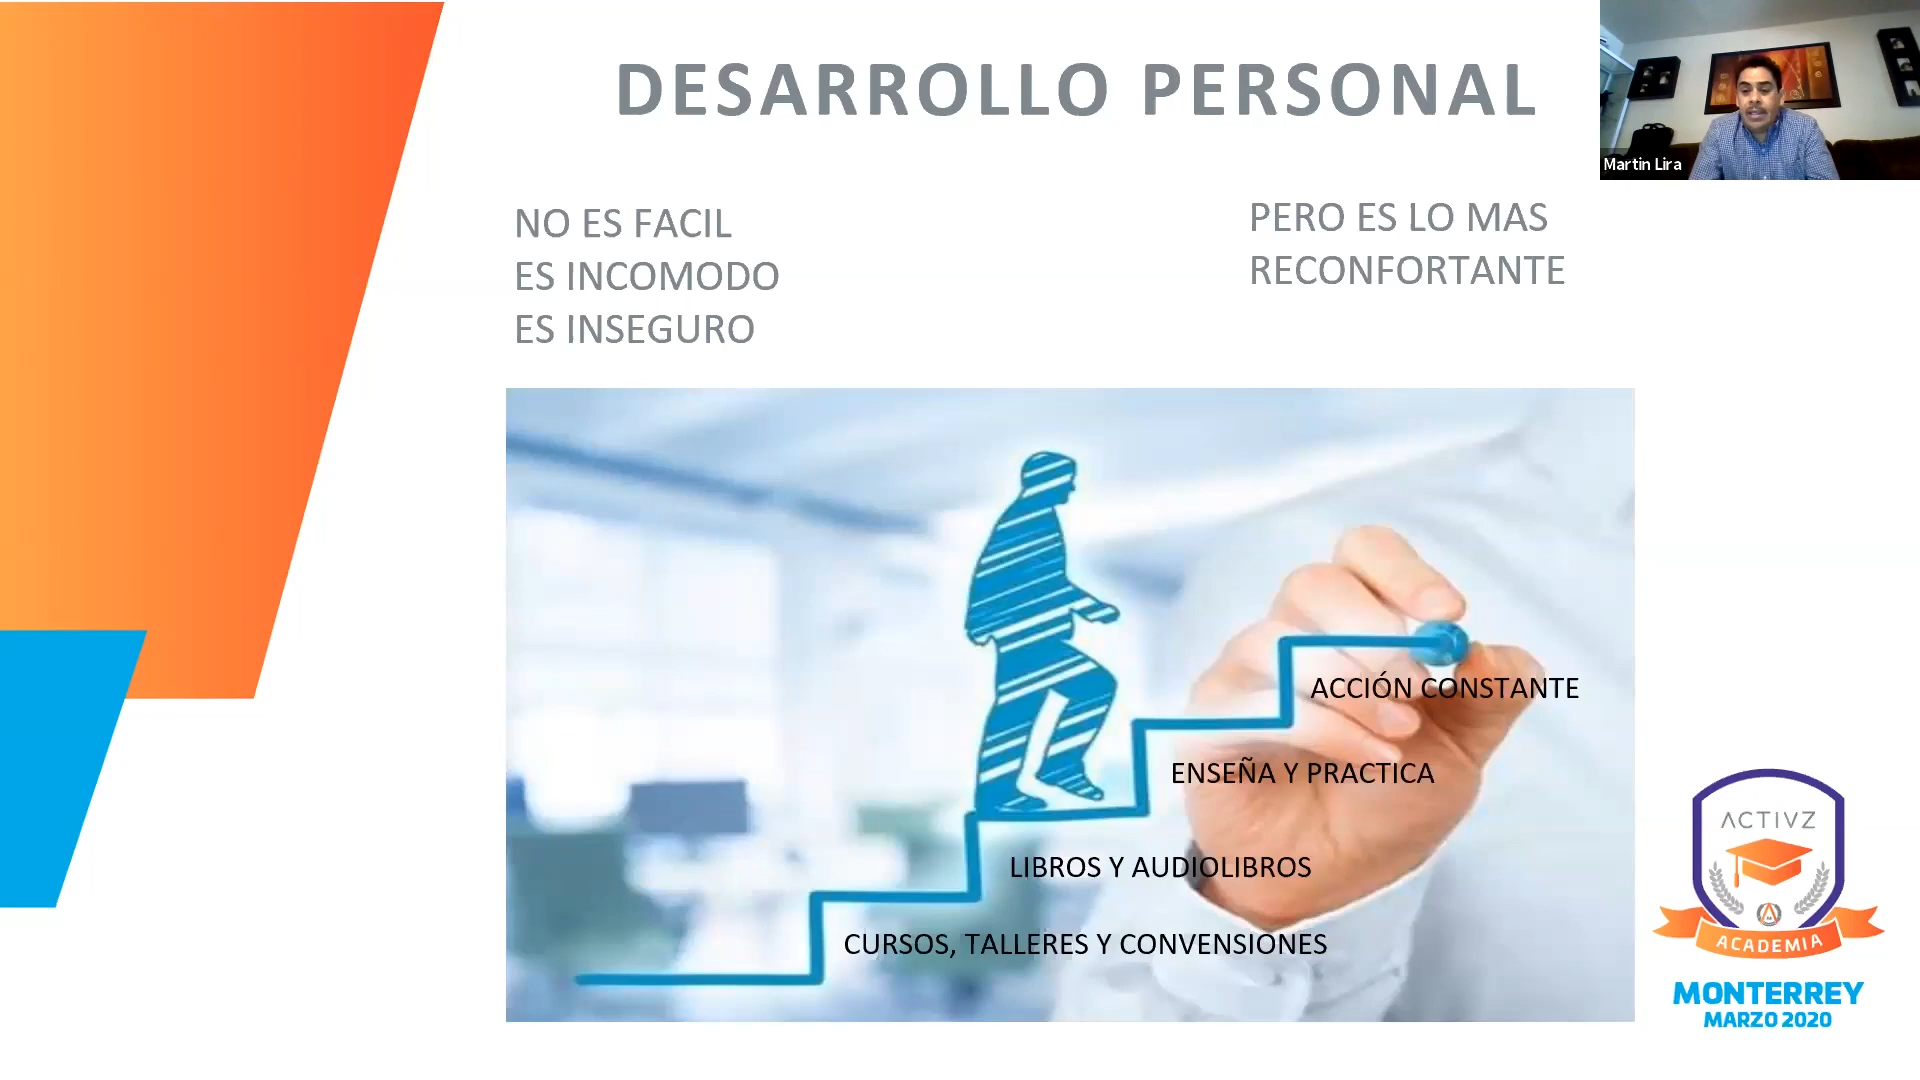 DESARROLLO PERSONAL
Martin Lira
NO ES FACIL
ES INCOMODO
ES INSEGURO
PERO ES LO MAS
RECONFORTANTE
ACCIÓN CONSTANTE
ENSEÑA Y PRACTICA
LIBROS Y AUDIOLIBROS
CURSOS, TALLERES Y CONVENSIONES
ACTIVZ
ACADEMIA
MONTERREY
MARZO 2020